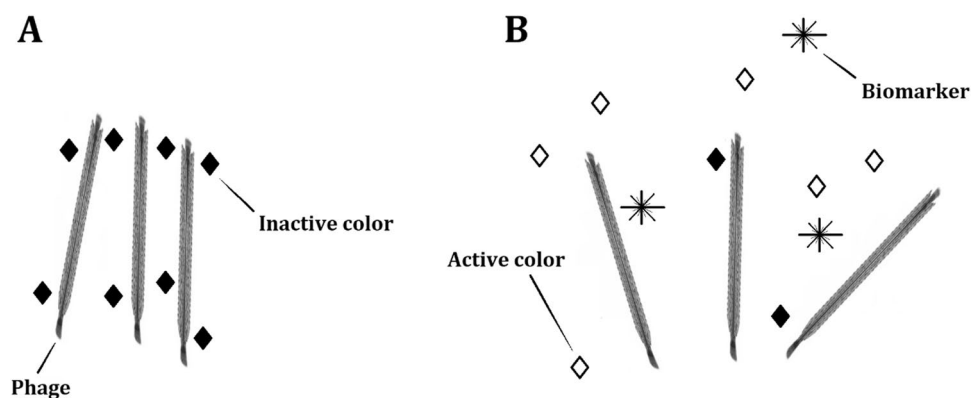 A
B
Biomarker
Inactive color
Active color
Phage